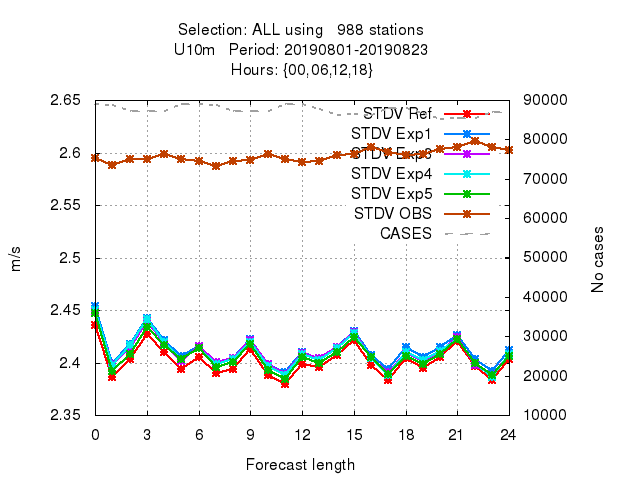 Selection: ALL using   988 stations
U10m   Period: 20190801-20190823
Hours: {00,06,12,18}
2.65
2.6
2.55
2.5
2.45
2.4
2.35
90000
80000
70000
60000
50000
40000
30000
20000
10000
STDV Ref
STDV Exp1
STDV Exp3
STDV Exp4
STDV Exp5
STDV OBS
CASES
m/s
No cases
0 3 6 9 12 15 18 21 24
Forecast length